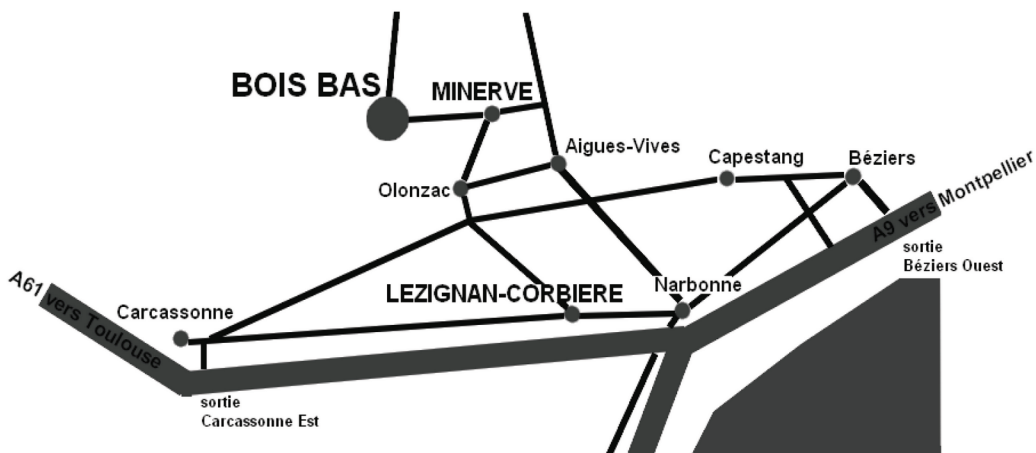 BOIS BAS
MINERVE
Aigues-Vives
Capestang
Béziers
Olonzac
A9 vers Montpellier
sortie
Béziers Ouest
A61 vers Toulouse
Carcassonne
LEZIGNAN-CORBIERE
Narbonne
sortie
Carcassonne Est